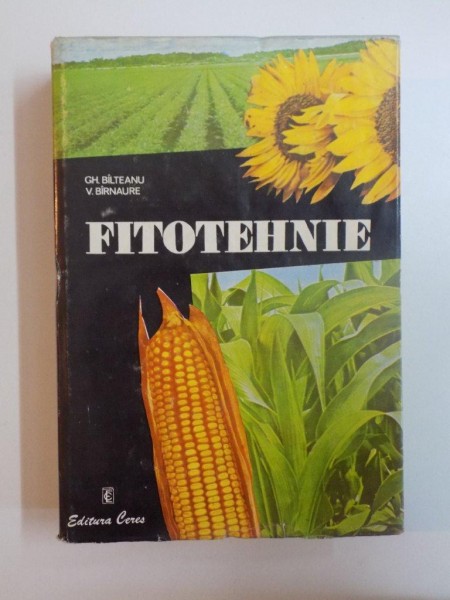 GH. BÎLTEANU
V. BÎRNAURE
FITOTEHNIE
Editura Ceres